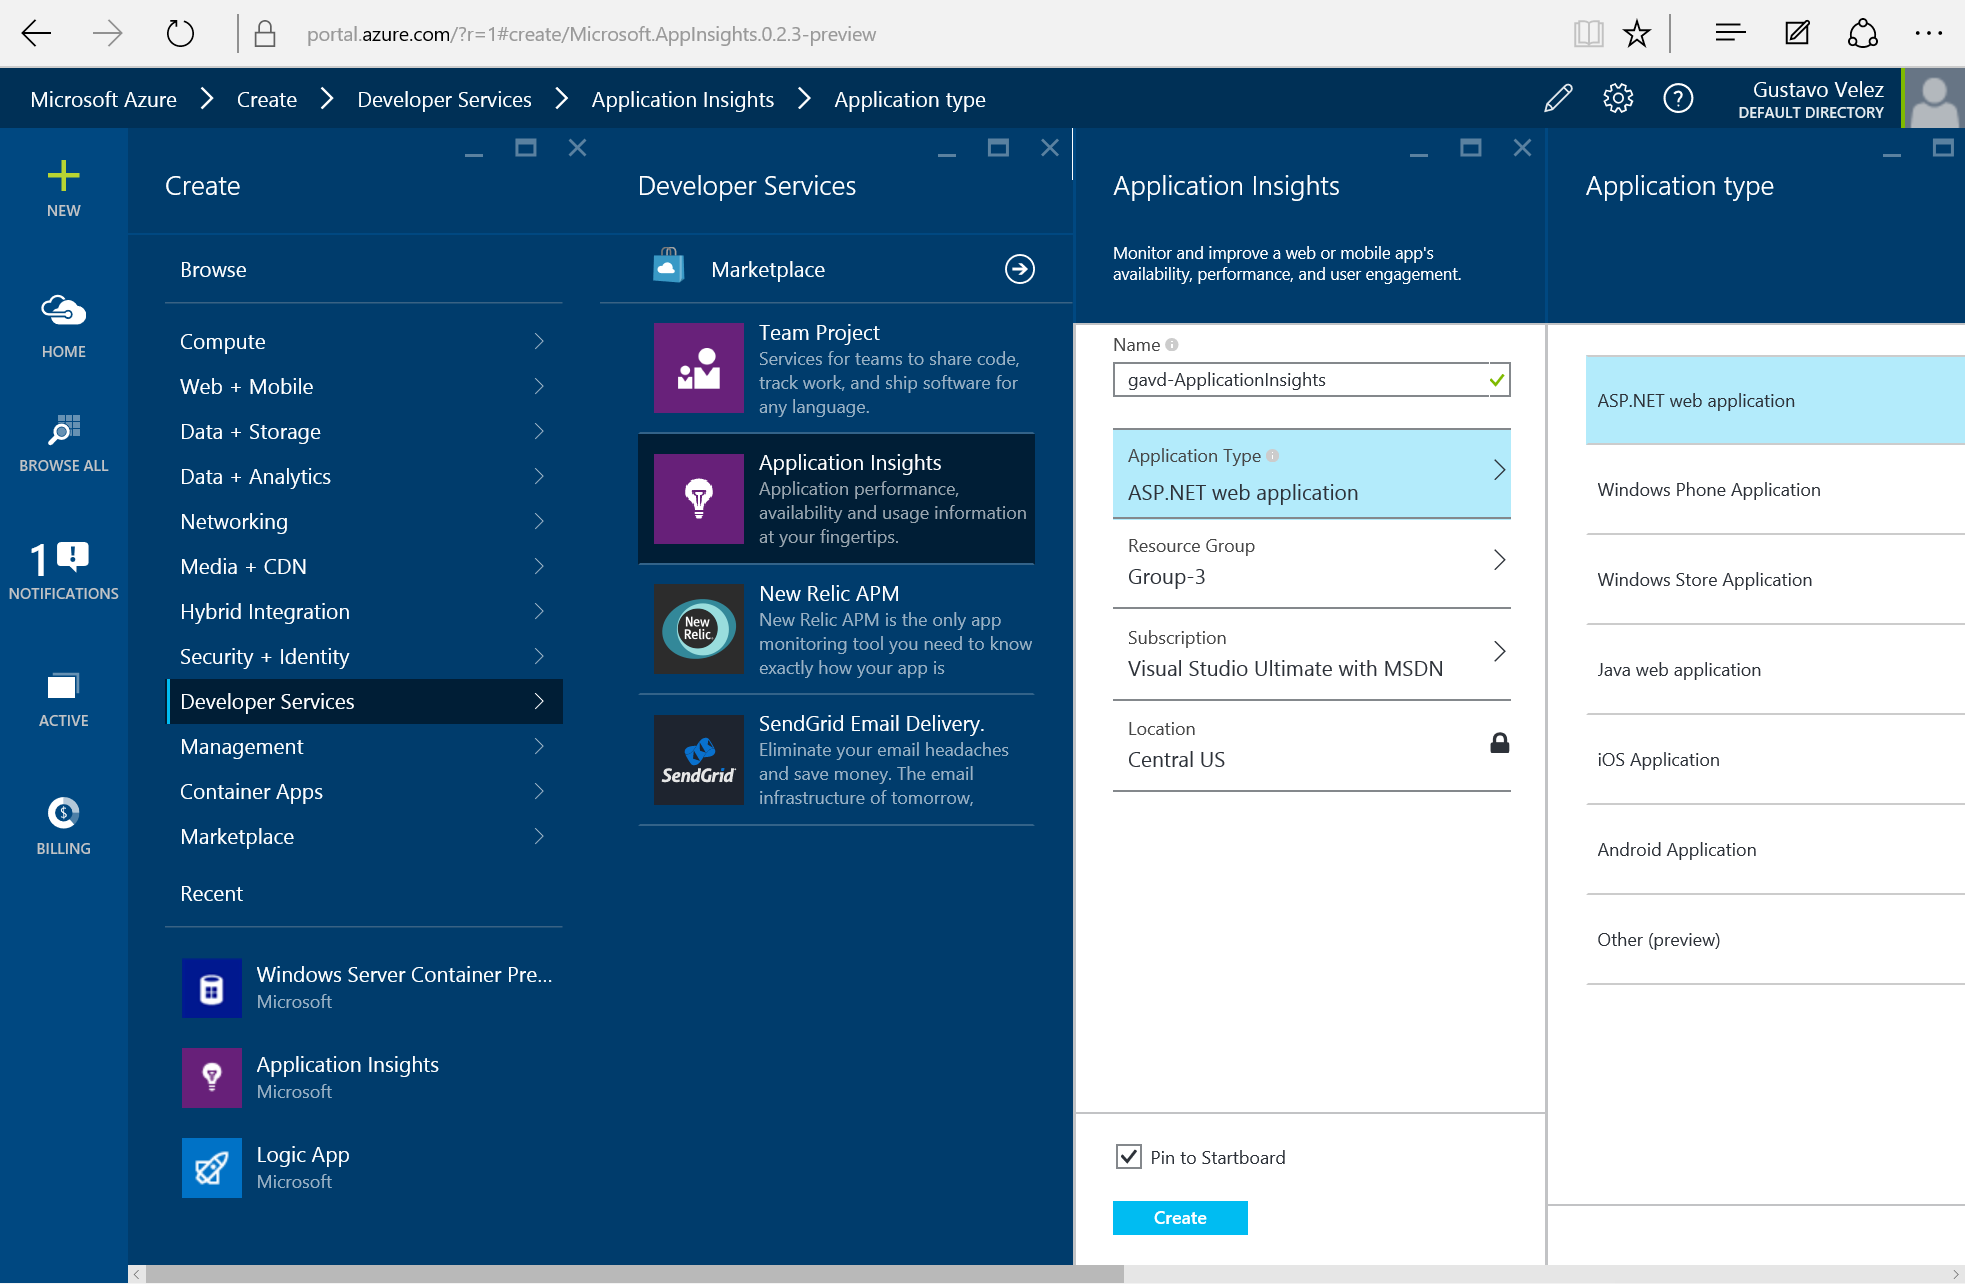 portal.azure.com/?r=1#create/Microsoft.AppInsights.0.2.3-preview
Microsoft Azure
Create
Developer Services
Application Insights
Application type
Gustavo Velez
DEFAULT DIRECTORY
NEW
HOME
BROWSE ALL
1
NOTIFICATIONS
ACTIVE
BILLING
Create
Browse
Compute
Web + Mobile
Data + Storage
Data + Analytics
Networking
Media + CDN
Hybrid Integration
Security + Identity
Developer Services
Management
Container Apps
Marketplace
Recent
Windows Server Container Pre...
Microsoft
Application Insights
Microsoft
Logic App
Microsoft
Developer Services
Marketplace
Team Project
Services for teams to share code,
track work, and ship software for
any language.
Application Insights
Application performance,
availability and usage information
at your fingertips.
New
Relic.
New Relic APM
New Relic APM is the only app
monitoring tool you need to know
exactly how your app is
SendGrid
SendGrid Email Delivery.
Eliminate your email headaches
and save money. The email
infrastructure of tomorrow,
Application Insights
Monitor and improve a web or mobile app's
availability, performance, and user engagement.
Name
gavd-ApplicationInsights
Application Type
ASP.NET web application
Resource Group
Group-3
Subscription
Visual Studio Ultimate with MSDN
Location
Central US
Pin to Startboard
Create
Application type
ASP.NET web application
Windows Phone Application
Windows Store Application
Java web application
iOS Application
Android Application
Other (preview)